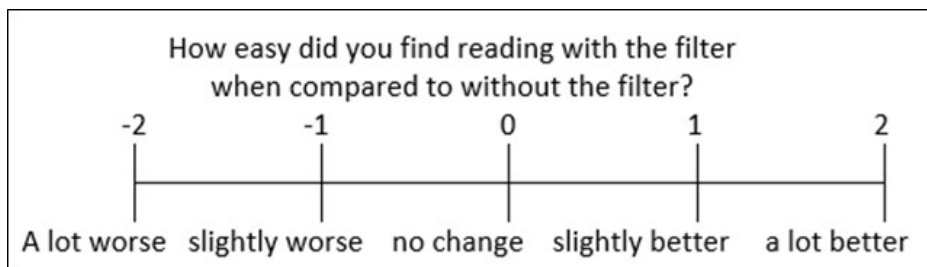 How easy did you find reading with the filter
when compared to without the filter?
-2 -1 0 1 2
A lot worse slightly worse no change slightly better a lot better